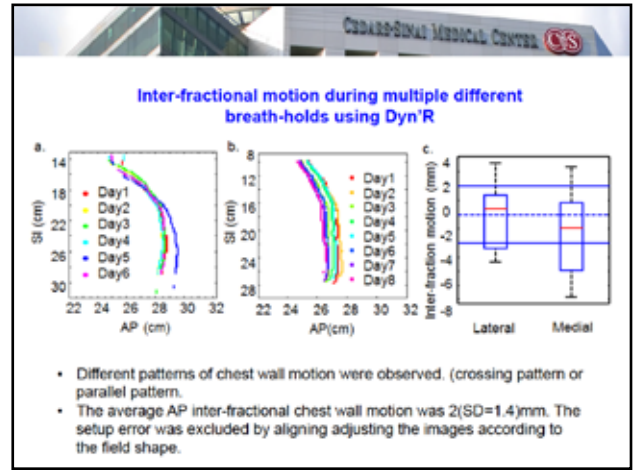 CEDARS-SINAI MEDICAL CENTER CS
Inter-fractional motion during multiple different
breath-holds using Dyn'R
a.
14
18
22
26
30
SI (cm)
Day1
Day2
Day3
Day4
Day5
Day6
22 24 26 28 30 32
AP (cm)
b.
8
12
16
20
24
28
SI (cm)
Day1
Day2
Day3
Day4
Day5
Day6
Day7
Day8
22 24 26 28 30 32
AP(cm)
c.
4
2
0
-2
-4
-6
-8
Inter-fraction motion (mm)
Lateral Medial
• Different patterns of chest wall motion were observed. (crossing pattern or
parallel pattern.
• The average AP inter-fractional chest wall motion was 2(SD=1.4)mm. The
setup error was excluded by aligning adjusting the images according to
the field shape.